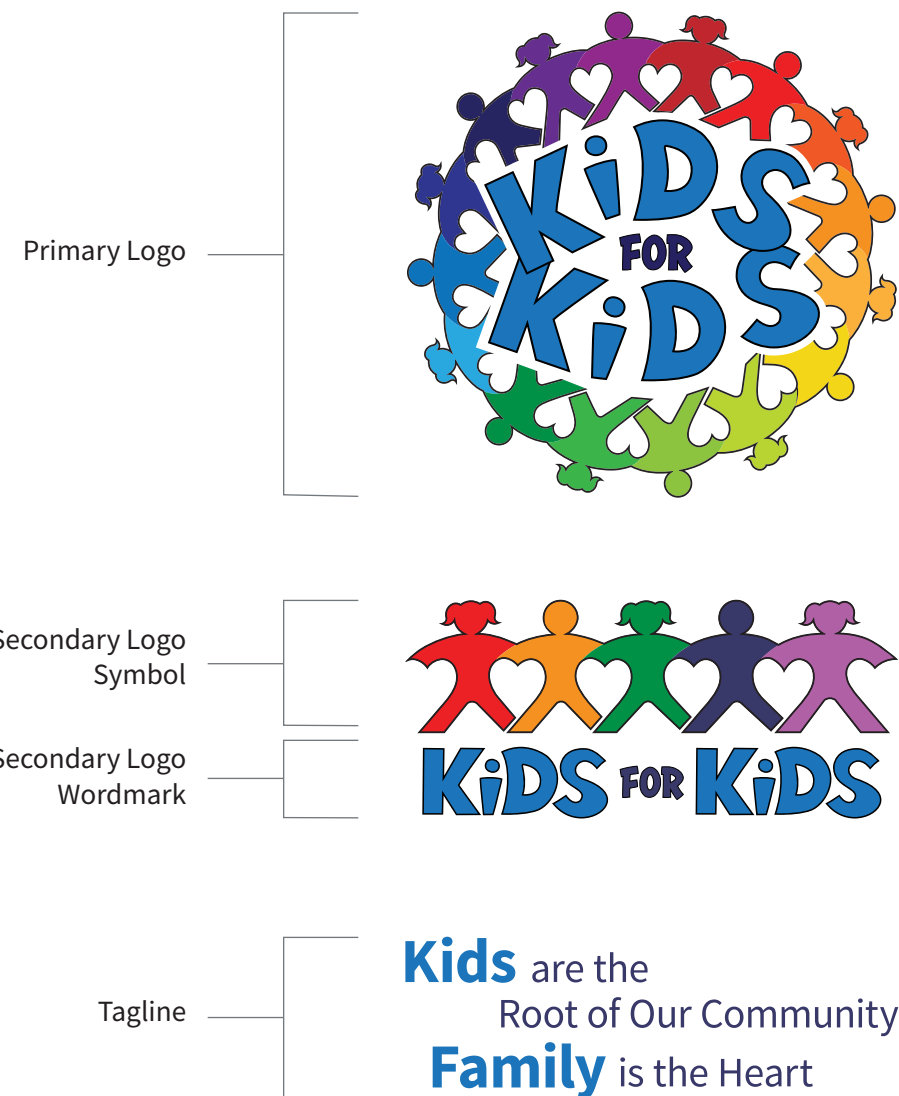 Primary Logo
KiDS
FOR
KiDS
Secondary Logo
Symbol
Secondary Logo
Wordmark
KiDS FOR KiDS
Tagline
Kids are the
Root of Our Community
Family is the Heart